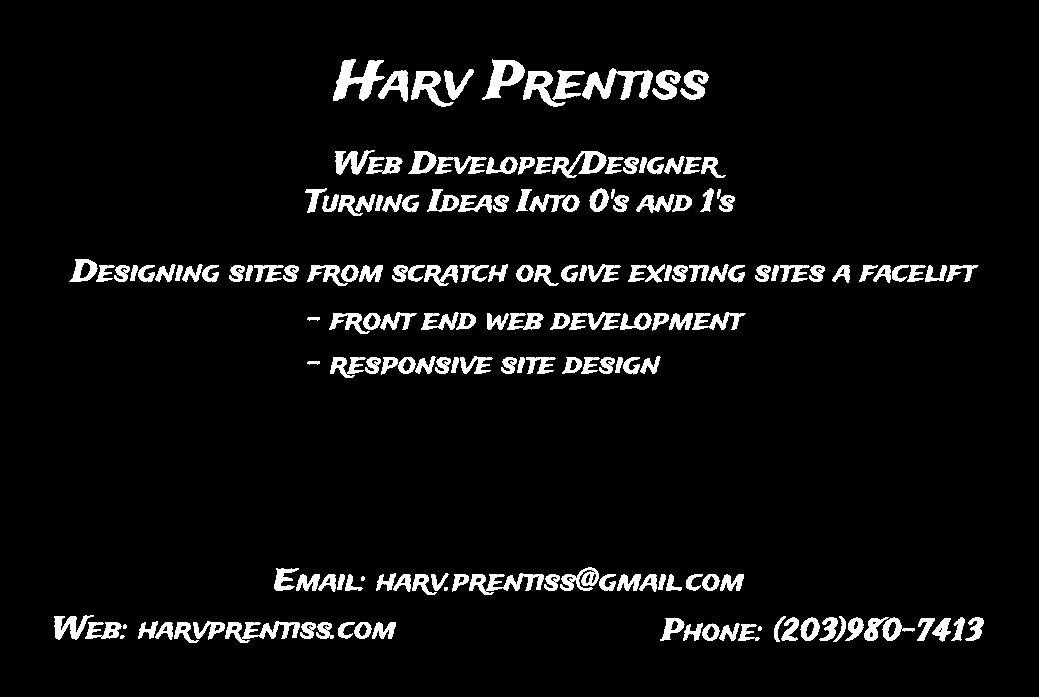 Harv Prentiss
Web Developer/Designer
Turning Ideas Into 0's and 1's
Designing sites from scratch or give existing sites a facelift
- front end web development
- responsive site design
Email: harv.prentiss@gmail.com
Web: harvprentiss.com
Phone: (203)980-7413